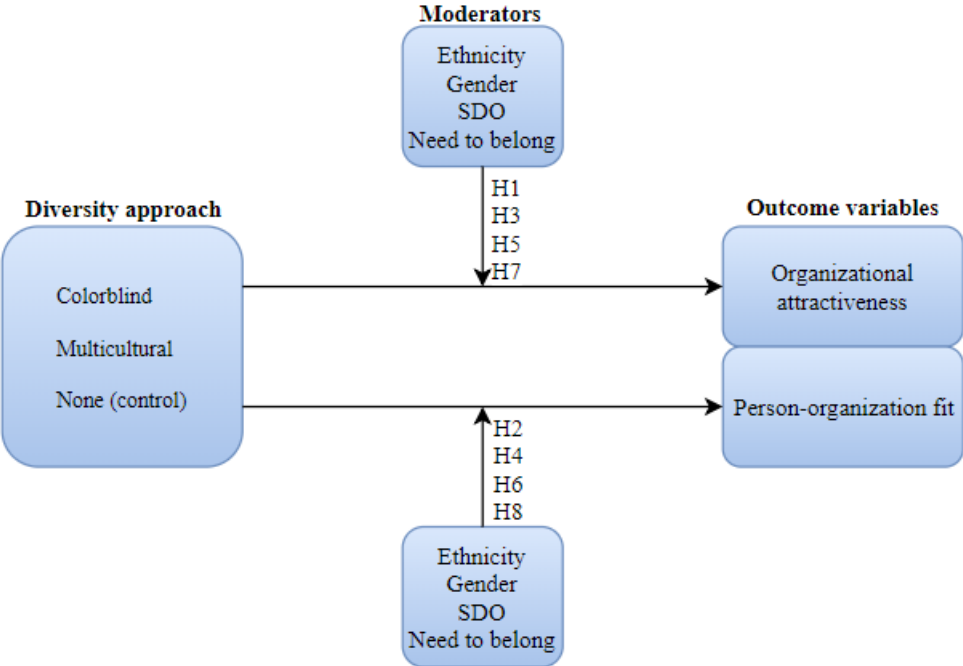 Moderators
Ethnicity
Gender
SDO
Need to belong
H1
H3
H5
H7
Diversity approach
Colorblind
Multicultural
None (control)
Outcome variables
Organizational
attractiveness
Person-organization fit
H2
H4
H6
H8
Ethnicity
Gender
SDO
Need to belong